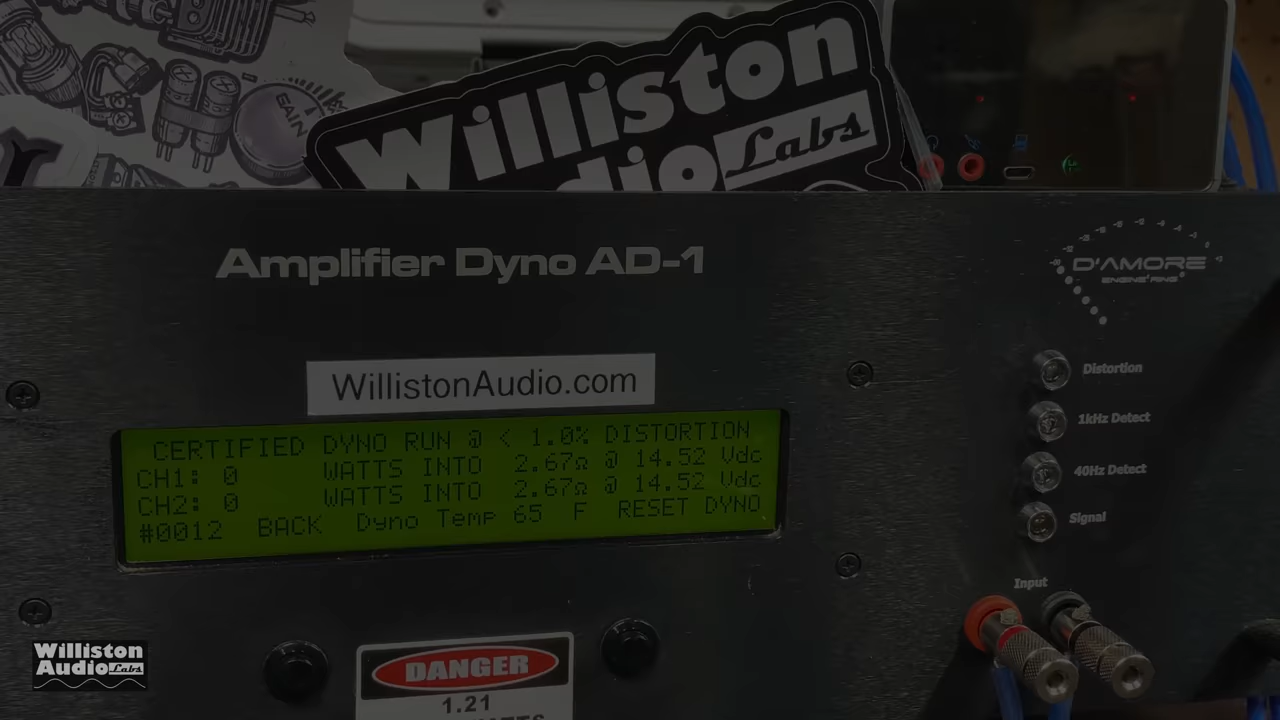 GAIN
Williston
Audio Labs
Amplifier Dyno AD-1
D'AMORE
ENGINEERING
WillistonAudio.com
CERTIFIED DYNO RUN @ < 1.0% DISTORTION
CH1: 0 WATTS INTO 2.67Ω @ 14.52 Vdc
CH2: 0 WATTS INTO 2.67Ω @ 14.52 Vdc
#0012 BACK Dyno Temp 65 F RESET DYNO
Distortion
1kHz Detect
40Hz Detect
Signal
Input
DANGER
1.21
Williston
Audio Labs